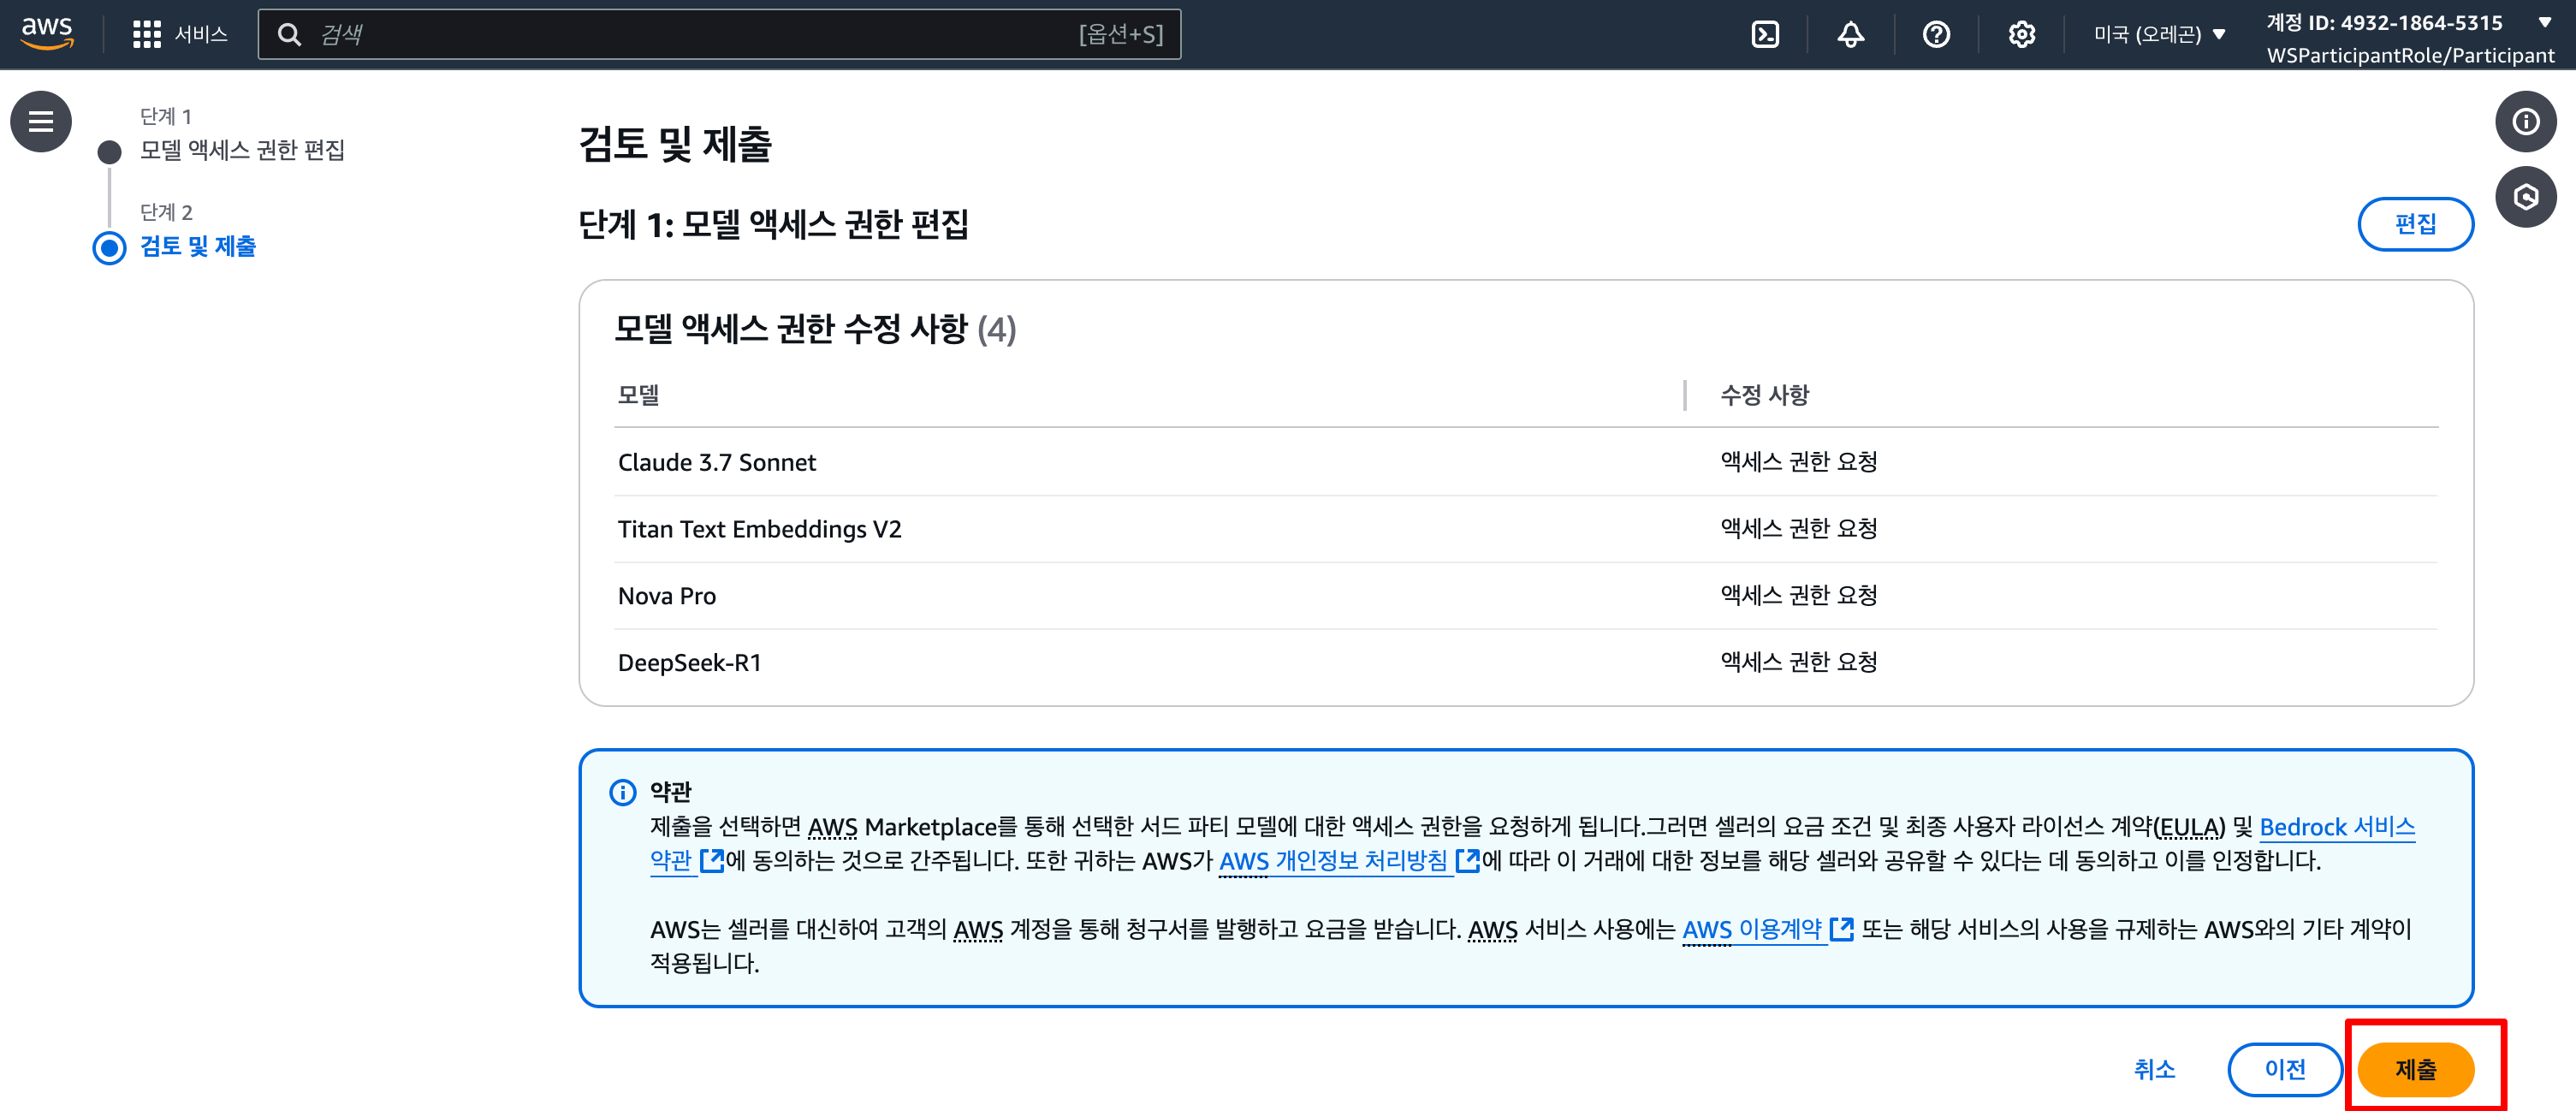 aws
서비스
검색
[옵션+S]
미국 (오레곤)
계정 ID: 4932-1864-5315
WSParticipantRole/Participant
단계 1
모델 액세스 권한 편집
단계 2
검토 및 제출
검토 및 제출
단계 1: 모델 액세스 권한 편집
편집
모델 액세스 권한 수정 사항 (4)
모델
수정 사항
Claude 3.7 Sonnet
액세스 권한 요청
Titan Text Embeddings V2
액세스 권한 요청
Nova Pro
액세스 권한 요청
DeepSeek-R1
액세스 권한 요청
약관
제출을 선택하면 AWS Marketplace를 통해 선택한 서드 파티 모델에 대한 액세스 권한을 요청하게 됩니다.그러면 셀러의 요금 조건 및 최종 사용자 라이선스 계약(EULA) 및 Bedrock 서비스
약관 에 동의하는 것으로 간주됩니다. 또한 귀하는 AWS가 AWS 개인정보 처리방침 에 따라 이 거래에 대한 정보를 해당 셀러와 공유할 수 있다는 데 동의하고 이를 인정합니다.
AWS는 셀러를 대신하여 고객의 AWS 계정을 통해 청구서를 발행하고 요금을 받습니다. AWS 서비스 사용에는 AWS 이용계약 또는 해당 서비스의 사용을 규제하는 AWS와의 기타 계약이
적용됩니다.
취소
이전
제출